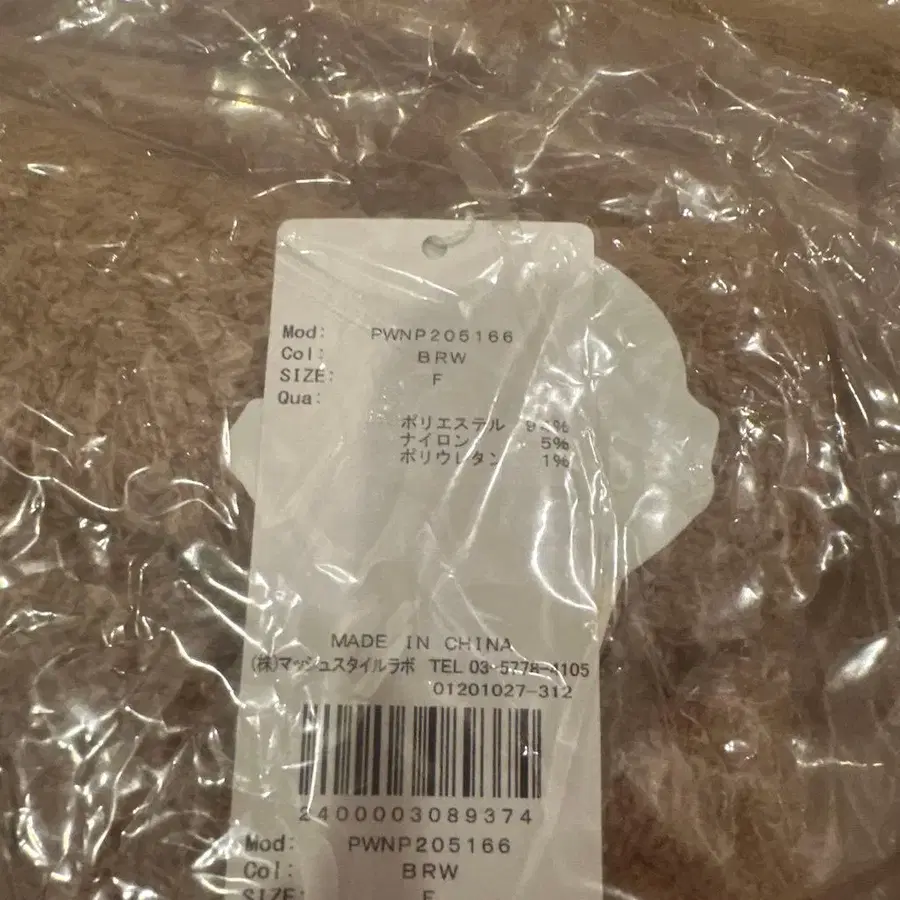 Mod: PWNP205166
Col: BRW
SIZE: F
Qua:
ポリエステル
ナイロン 5%
ポリウレタン 1%
MADE IN CHINA
(株)マッシュスタイルラボ TEL 03-5778-4105
01201027-312
2400003089374
Mod: PWNP205166
Col: BRW
SIZE: F